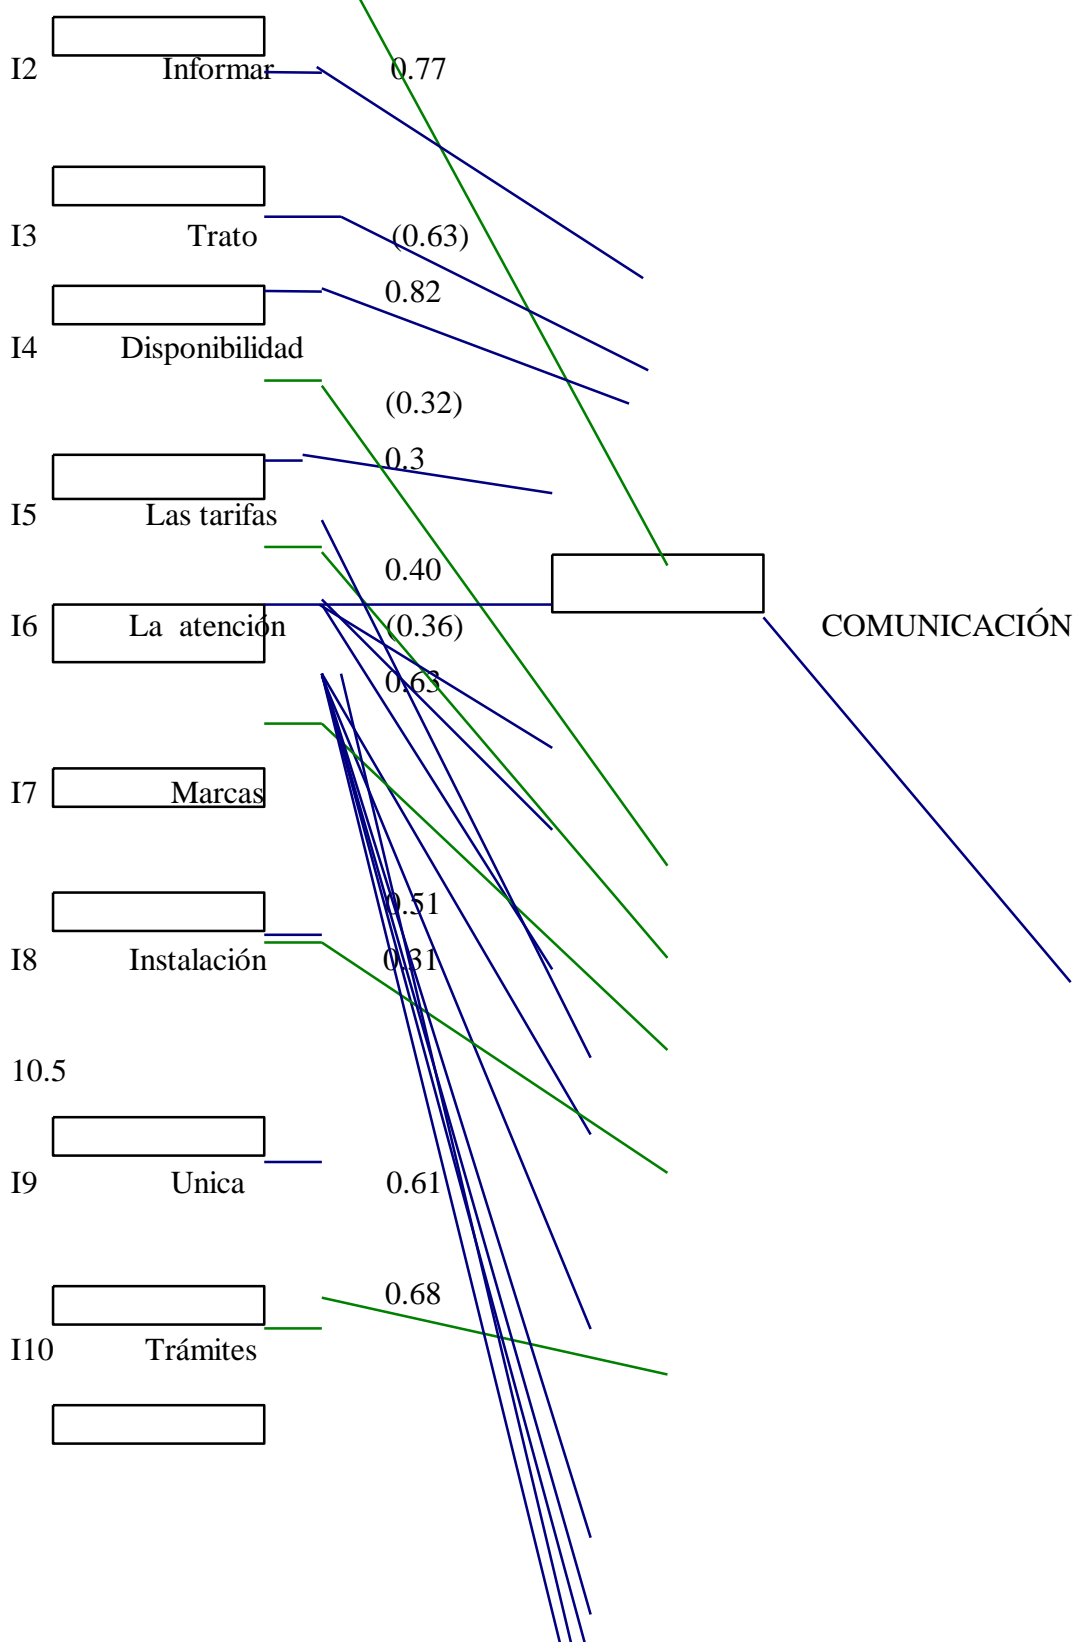 I2 Informar 0.77
I3 Trato (0.63)
0.82
I4 Disponibilidad
(0.32)
0.3
I5 Las tarifas
0.40
I6 La atención (0.36) COMUNICACIÓN
0.63
I7 Marcas
0.51
I8 Instalación 0.31
10.5
I9 Unica 0.61
0.68
I10 Trámites